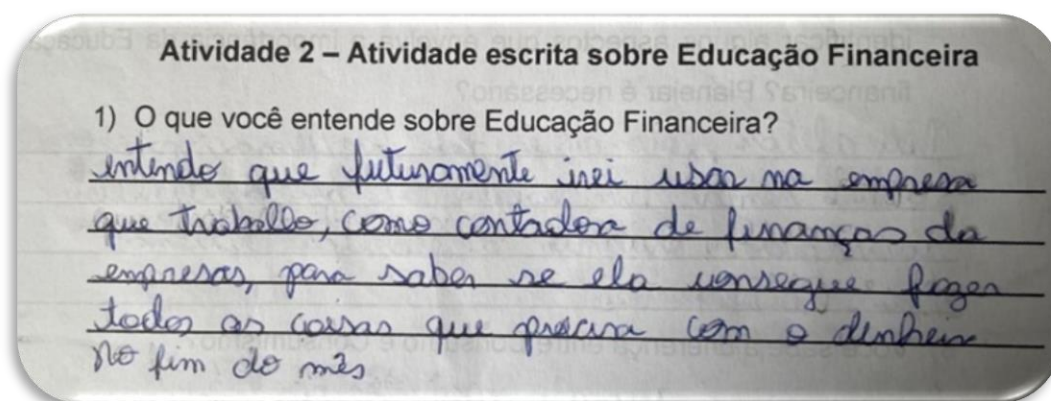 Atividade 2 – Atividade escrita sobre Educação Financeira
1) O que você entende sobre Educação Financeira?
entendo que futuramente irei usar na empresa
que trabalho, como contadora de finanças da
empresas, para saber se ela consegue fazer
todas as coisas que precisa com o dinheiro
no fim do mês